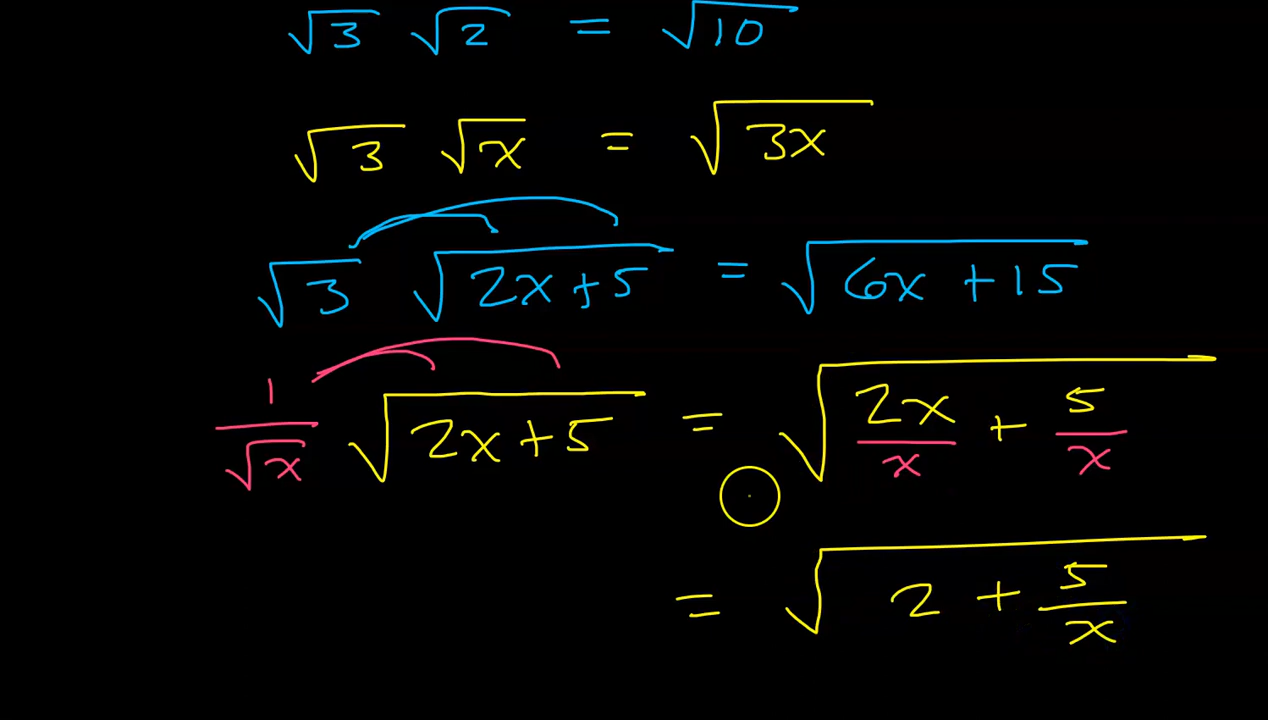 √3 √2 = √10
√3 √x = √3x
√3 √2x+5 = √6x +15
1/√x √2x+5 = √2x/x + 5/x
= √2 + 5/x